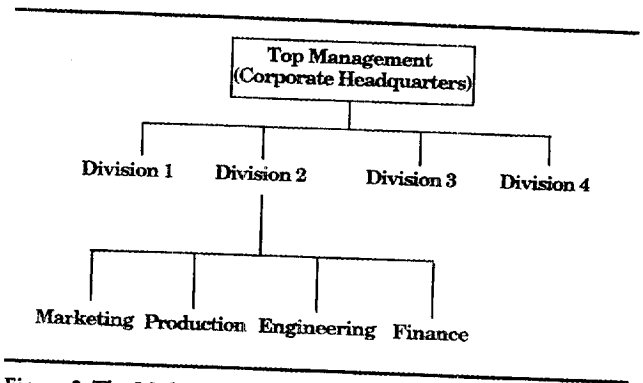 Top Management
(Corporate Headquarters)
Division 1 Division 2 Division 3 Division 4
Marketing Production Engineering Finance